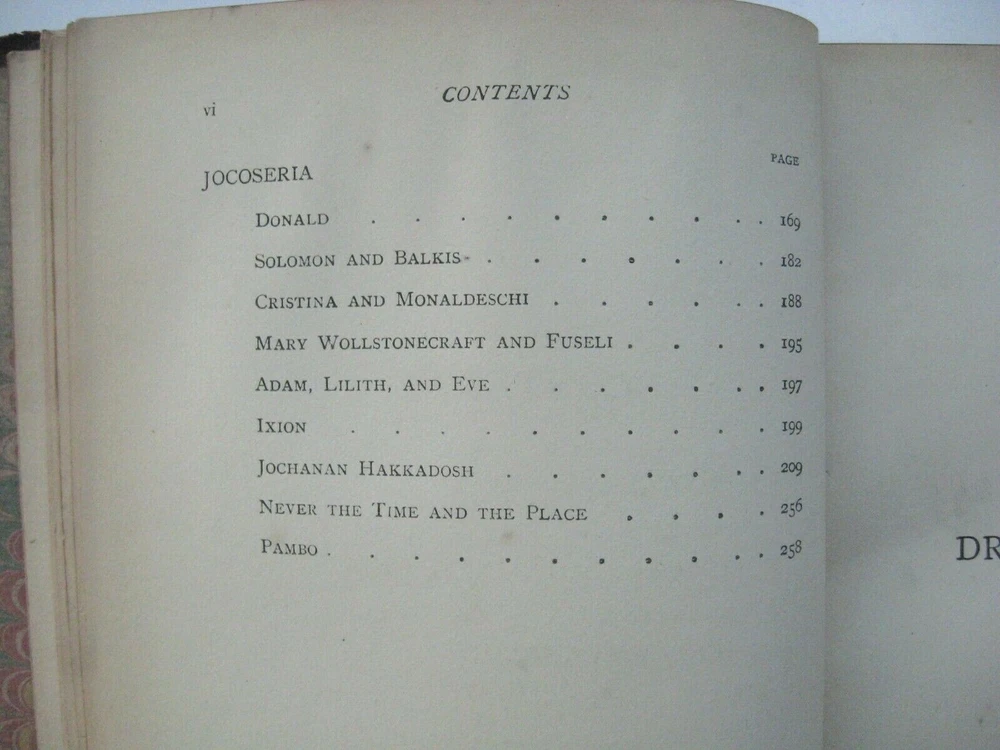 vi
CONTENTS
PAGE
JOCOSERIA
DONALD . . . . . . . . . . 169
SOLOMON AND BALKIS . . . . . . . 182
CRISTINA AND MONALDESCHI . . . . . . 188
MARY WOLLSTONECRAFT AND FUSELI . . . . 195
ADAM, LILITH, AND EVE . . . . . . . 197
IXION . . . . . . . . . . 199
JOCHANAN HAKKADOSH . . . . . . . 209
NEVER THE TIME AND THE PLACE . . . . 256
PAMBO . . . . . . . . . . . 258